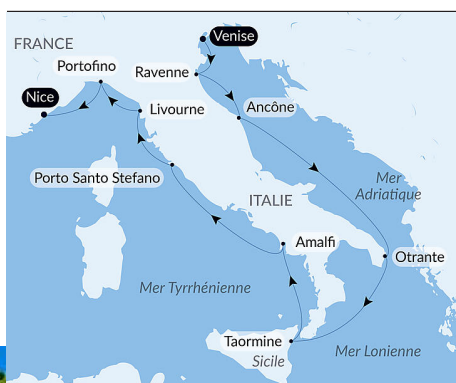 Venise
FRANCE
Portofino
Ravenne
Nice
Livourne
Ancône
Porto Santo Stefano
Mer
Adriatique
ITALIE
Amalfi
Otrante
Mer Tyrrhénienne
Taormine
Mer Lonienne
Sicile